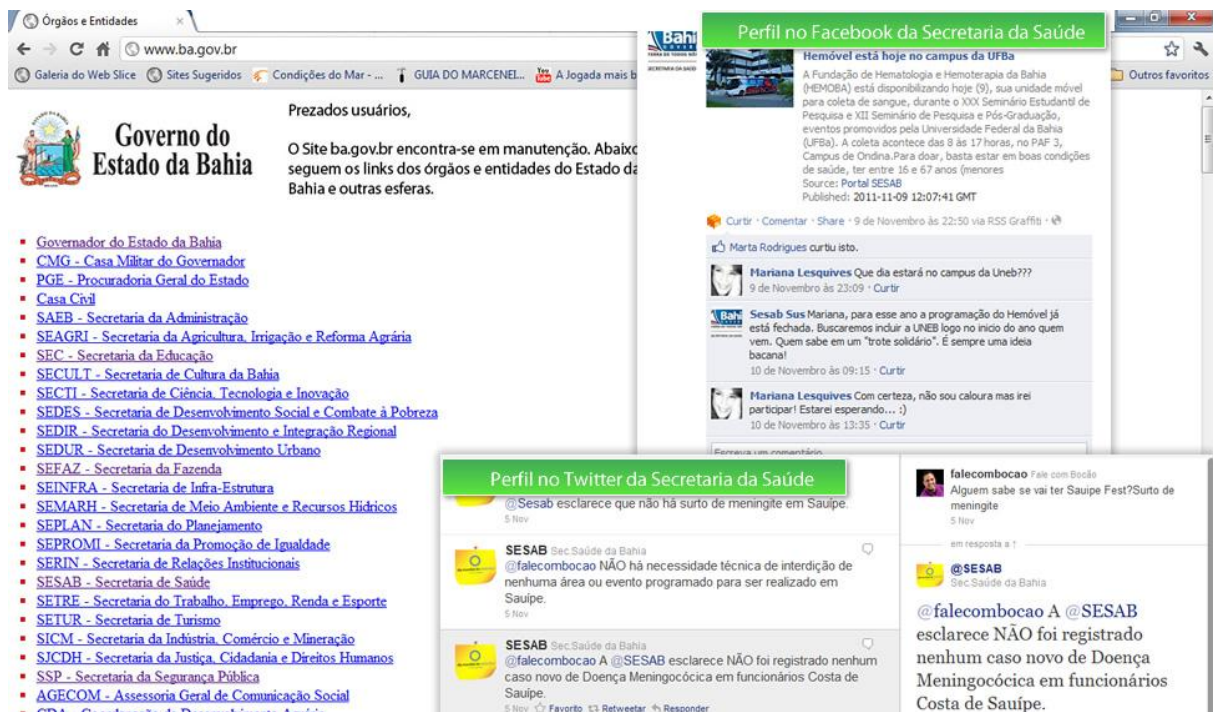 Órgãos e Entidades
www.ba.gov.br
Galeria do Web Slice
Sites Sugeridos
Condições do Mar - ...
GUIA DO MARCENEI...
A Jogada mais b
Outros favoritos
Governo do
Estado da Bahia
Prezados usuários,
O Site ba.gov.br encontra-se em manutenção. Abaixo
seguem os links dos órgãos e entidades do Estado da
Bahia e outras esferas.
Governador do Estado da Bahia
CMG - Casa Militar do Governador
PGE - Procuradoria Geral do Estado
Casa Civil
SAEB - Secretaria da Administração
SEAGRI - Secretaria da Agricultura, Irrigação e Reforma Agrária
SEC - Secretaria da Educação
SECULT - Secretaria de Cultura da Bahia
SECTI - Secretaria de Ciência, Tecnologia e Inovação
SEDES - Secretaria de Desenvolvimento Social e Combate à Pobreza
SEDIR - Secretaria do Desenvolvimento e Integração Regional
SEDUR - Secretaria de Desenvolvimento Urbano
SEFAZ - Secretaria da Fazenda
SEINFRA - Secretaria de Infra-Estrutura
SEMARH - Secretaria de Meio Ambiente e Recursos Hídricos
SEPLAN - Secretaria do Planejamento
SEPROMI - Secretaria da Promoção de Igualdade
SERIN - Secretaria de Relações Institucionais
SESAB - Secretaria de Saúde
SETRE - Secretaria do Trabalho, Emprego, Renda e Esporte
SETUR - Secretaria de Turismo
SICM - Secretaria da Indústria, Comércio e Mineração
SJCDH - Secretaria da Justiça, Cidadania e Direitos Humanos
SSP - Secretaria da Segurança Pública
AGECOM - Assessoria Geral de Comunicação Social
Perfil no Facebook da Secretaria da Saúde
Bahi
Hemóvel está hoje no campus da UFBa
A Fundação de Hematologia e Hemoterapia da Bahia
(HEMOBA) está disponibilizando hoje (9), sua unidade móvel
para coleta de sangue, durante o XXX Seminário Estudantil de
Pesquisa e XII Seminário de Pesquisa e Pós-Graduação,
eventos promovidos pela Universidade Federal da Bahia
(UFBa). A coleta acontece das 8 às 17 horas, no PAF 3,
Campus de Ondina.Para doar, basta estar em boas condições
de saúde, ter entre 16 e 67 anos (menores
Source: Portal SESAB
Published: 2011-11-09 12:07:41 GMT
Curtir · Comentar · Share · 9 de Novembro às 22:50 via RSS Graffiti ·
Marta Rodrigues curtiu isto.
Mariana Lesquives Que dia estará no campus da Uneb???
9 de Novembro às 23:09 · Curtir
Bahi
Sesab Sus Mariana, para esse ano a programação do Hemóvel já
está fechada. Buscaremos incluir a UNEB logo no inicio do ano quem
vem. Quem sabe em um "trote solidário". É sempre uma ideia
bacana!
10 de Novembro às 09:15 · Curtir
Mariana Lesquives Com certeza, não sou caloura mas irei
participar! Estarei esperando... :)
10 de Novembro às 13:35 · Curtir
Escreva um comentário
Perfil no Twitter da Secretaria da Saúde
@Sesab esclarece que não há surto de meningite em Sauípe.
5 Nov
SESAB Sec.Saúde da Bahia
@falecombocao NÃO há necessidade técnica de interdição de
nenhuma área ou evento programado para ser realizado em
Sauípe.
5 Nov
SESAB Sec.Saúde da Bahia
@falecombocao A @SESAB esclarece NÃO foi registrado nenhum
caso novo de Doença Meningocócica em funcionários Costa de
Sauípe.
5 Nov Favorito Retweetar Responder
falecombocao Fale com Bocão
Alguem sabe se vai ter Sauipe Fest?Surto de
meningite
5 Nov
em resposta a ↑
@SESAB
Sec.Saúde da Bahia
@falecombocao A @SESAB
esclarece NÃO foi registrado
nenhum caso novo de Doença
Meningocócica em funcionários
Costa de Sauípe.